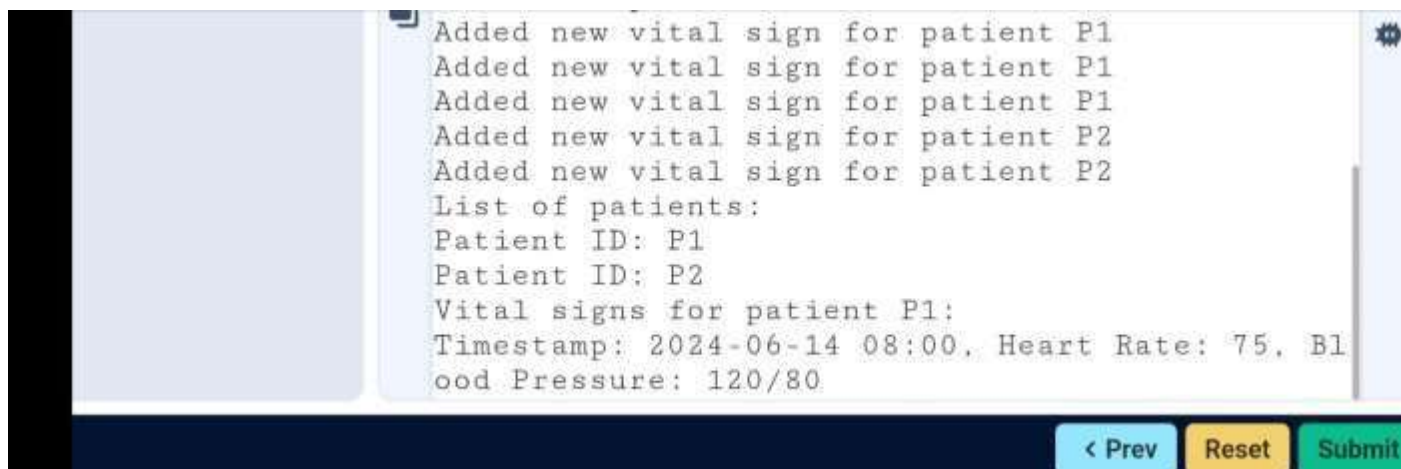 Added new vital sign for patient P1
Added new vital sign for patient P1
Added new vital sign for patient P1
Added new vital sign for patient P2
Added new vital sign for patient P2
List of patients:
Patient ID: P1
Patient ID: P2
Vital signs for patient P1:
Timestamp: 2024-06-14 08:00, Heart Rate: 75, Bl
ood Pressure: 120/80
< Prev
Reset
Submit